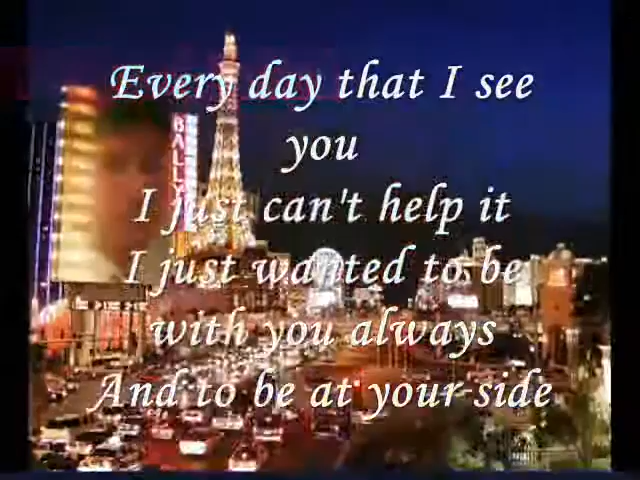 Every day that I see
you
I just can't help it
I just wanted to be
with you always
And to be at your side
BALLY